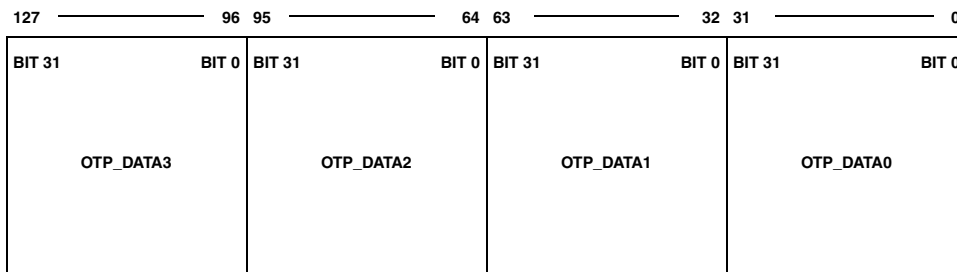 127 96 95 64 63 32 31 0
BIT 31 BIT 0 BIT 31 BIT 0 BIT 31 BIT 0 BIT 31 BIT 0
OTP_DATA3 OTP_DATA2 OTP_DATA1 OTP_DATA0